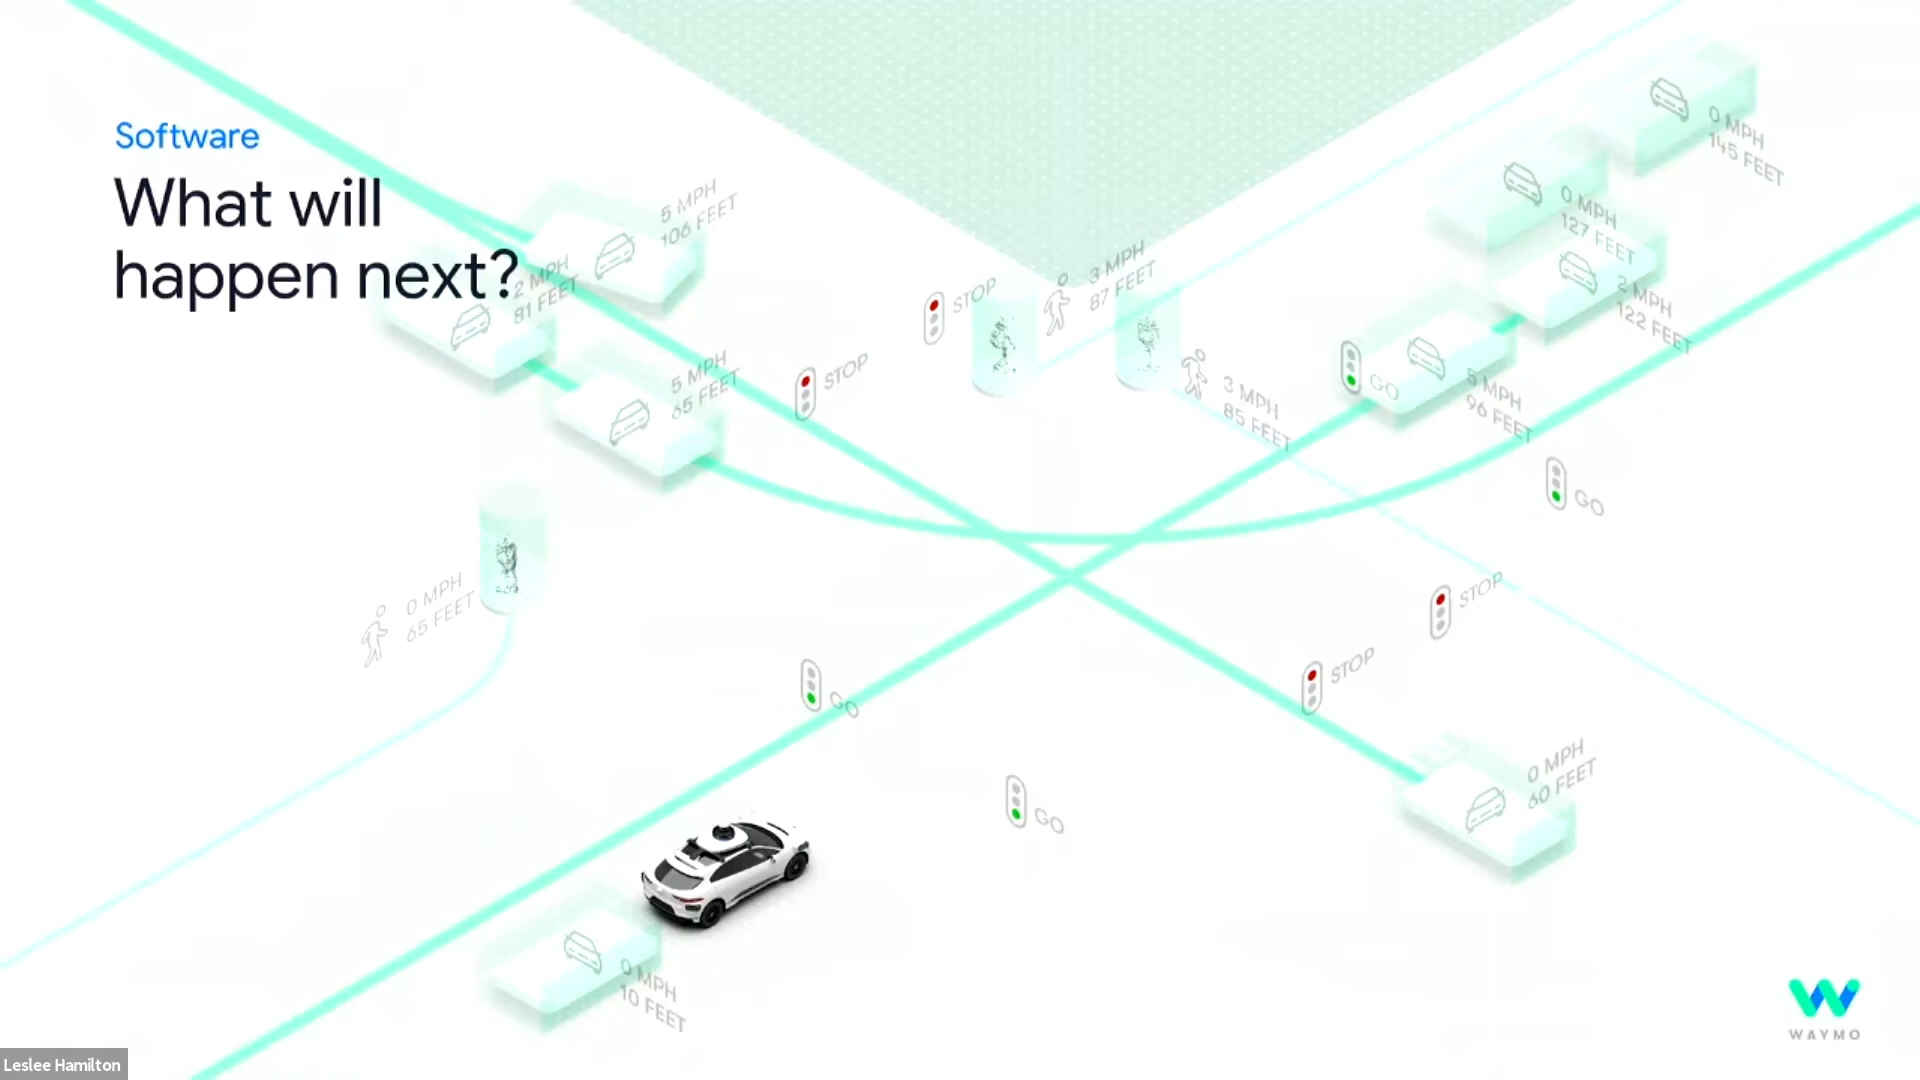 Software
What will
happen next?
5 MPH
106 FEET
2 MPH
81 FEET
5 MPH
65 FEET
STOP
STOP
3 MPH
87 FEET
3 MPH
85 FEET
0 MPH
145 FEET
0 MPH
127 FEET
2 MPH
122 FEET
GO
5 MPH
96 FEET
GO
0 MPH
65 FEET
STOP
STOP
GO
GO
0 MPH
60 FEET
0 MPH
10 FEET
WAYMO
Leslee Hamilton